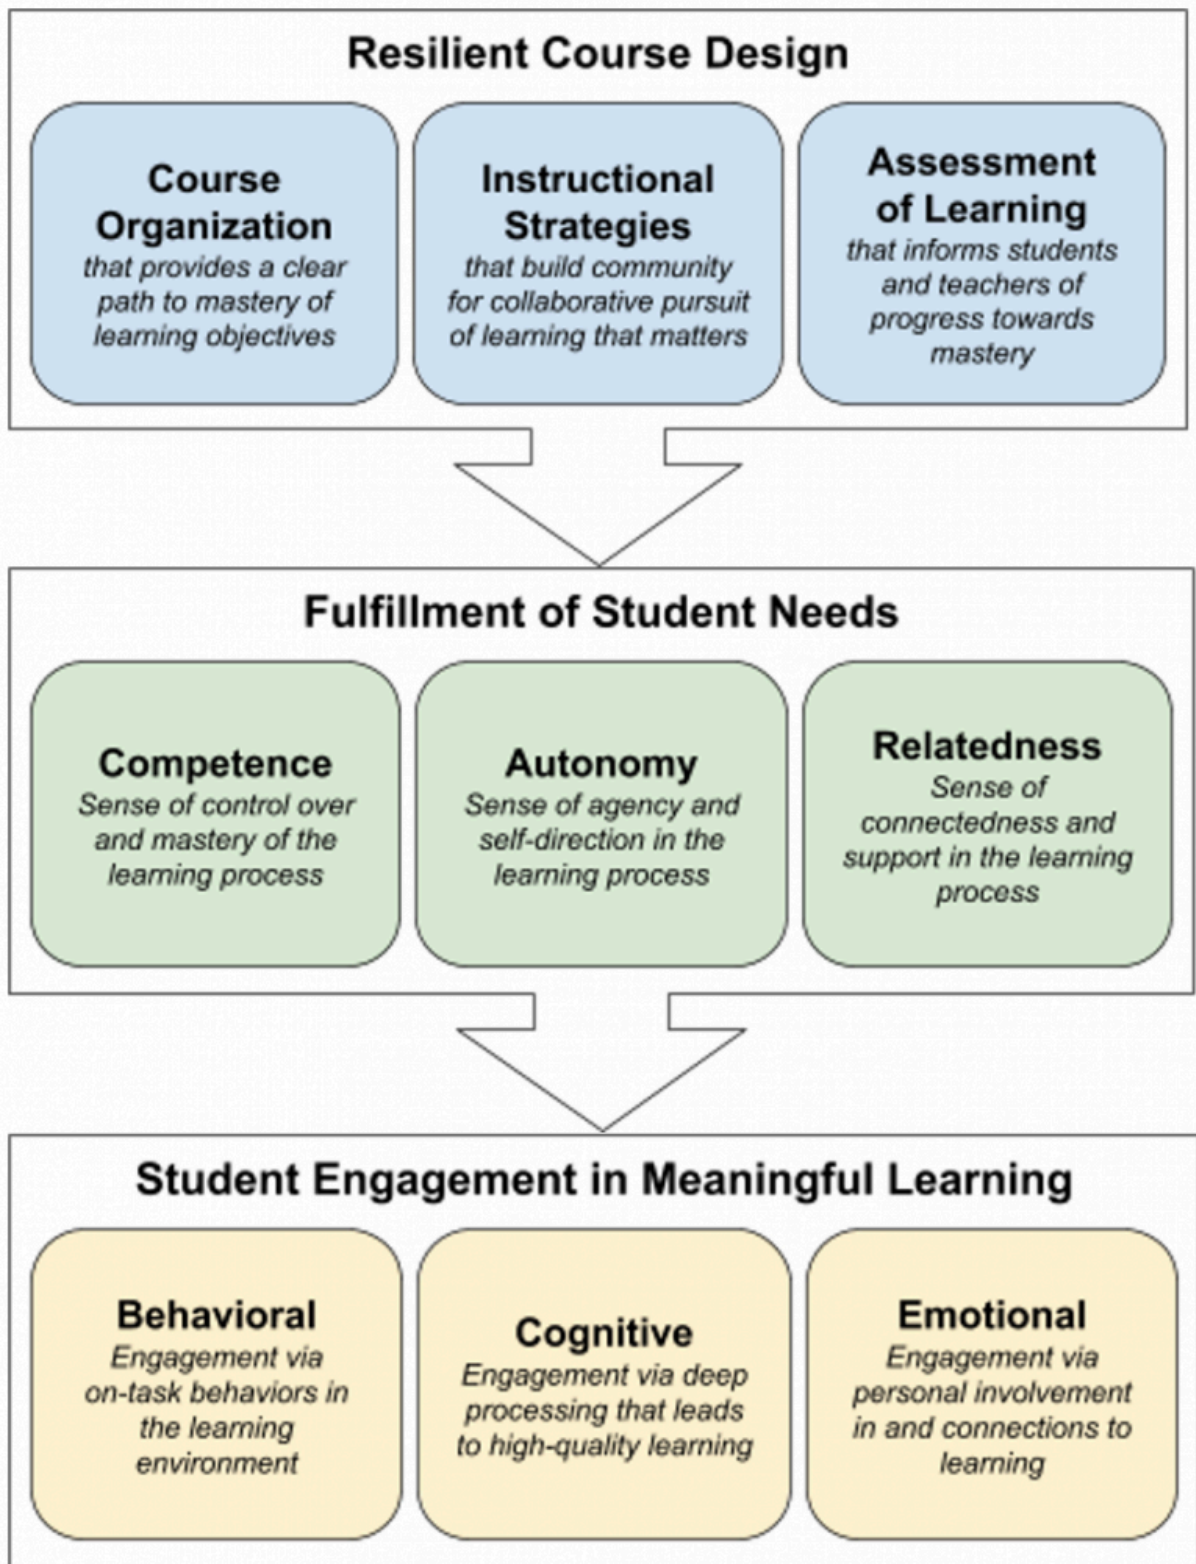 Resilient Course Design
Course
Organization
that provides a clear
path to mastery of
learning objectives
Instructional
Strategies
that build community
for collaborative pursuit
of learning that matters
Assessment
of Learning
that informs students
and teachers of
progress towards
mastery
Fulfillment of Student Needs
Competence
Sense of control over
and mastery of the
learning process
Autonomy
Sense of agency and
self-direction in the
learning process
Relatedness
Sense of
connectedness and
support in the learning
process
Student Engagement in Meaningful Learning
Behavioral
Engagement via
on-task behaviors in
the learning
environment
Cognitive
Engagement via deep
processing that leads
to high-quality learning
Emotional
Engagement via
personal involvement
in and connections to
learning